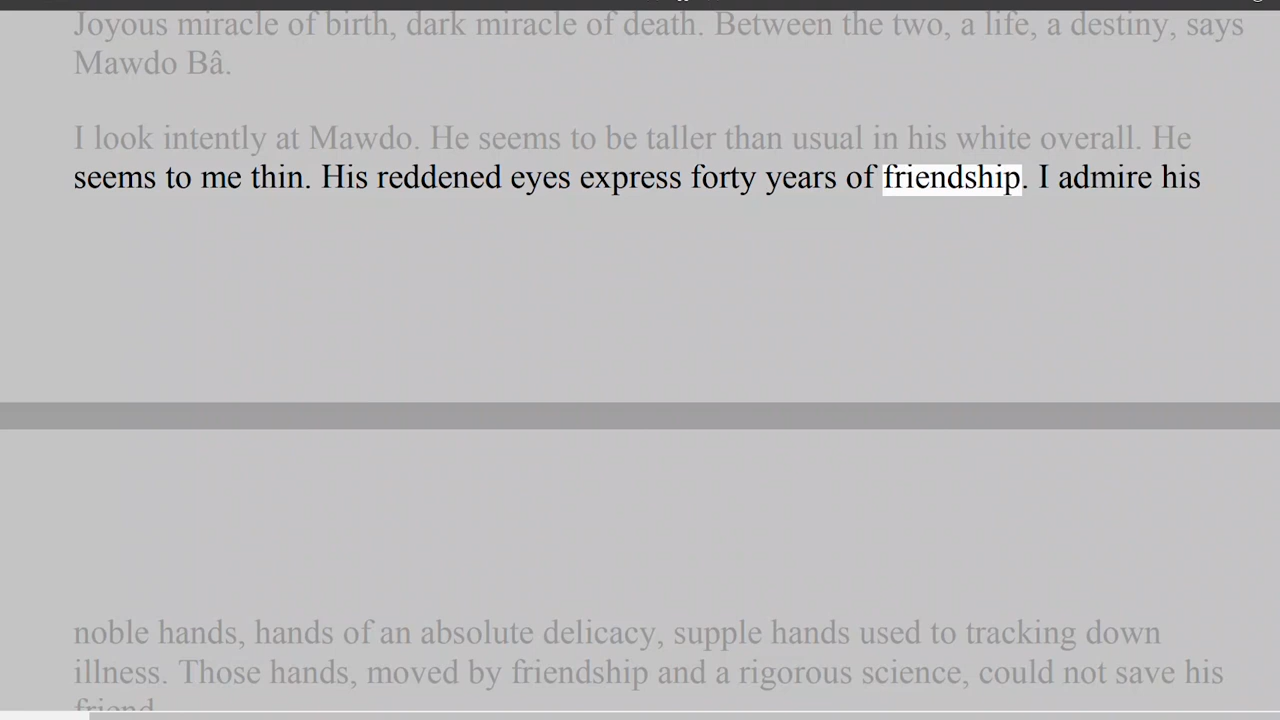 Joyous miracle of birth, dark miracle of death. Between the two, a life, a destiny, says
Mawdo Bâ.
I look intently at Mawdo. He seems to be taller than usual in his white overall. He
seems to me thin. His reddened eyes express forty years of friendship. I admire his
noble hands, hands of an absolute delicacy, supple hands used to tracking down
illness. Those hands, moved by friendship and a rigorous science, could not save his
friend.